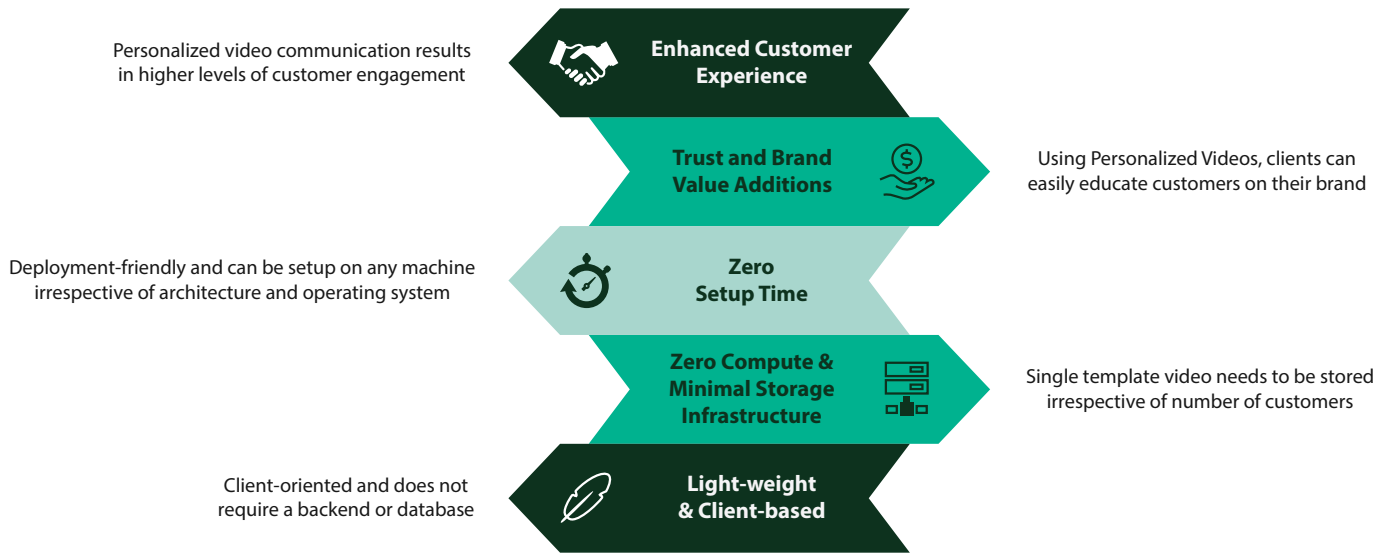 Personalized video communication results
in higher levels of customer engagement
Enhanced Customer
Experience
Trust and Brand
Value Additions
$
Using Personalized Videos, clients can
easily educate customers on their brand
Deployment-friendly and can be setup on any machine
irrespective of architecture and operating system
Zero
Setup Time
Zero Compute &
Minimal Storage
Infrastructure
Single template video needs to be stored
irrespective of number of customers
Client-oriented and does not
require a backend or database
Light-weight
& Client-based